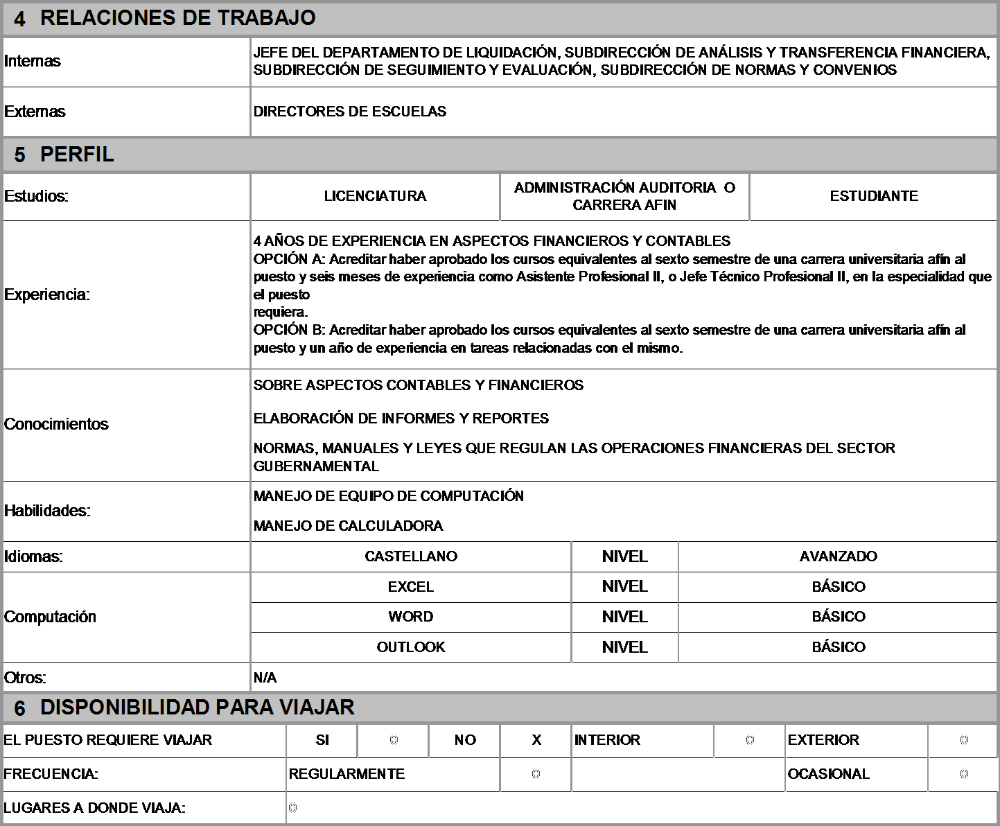 4 RELACIONES DE TRABAJO
Internas
JEFE DEL DEPARTAMENTO DE LIQUIDACIÓN, SUBDIRECCIÓN DE ANÁLISIS Y TRANSFERENCIA FINANCIERA,
SUBDIRECCIÓN DE SEGUIMIENTO Y EVALUACIÓN, SUBDIRECCIÓN DE NORMAS Y CONVENIOS
Externas
DIRECTORES DE ESCUELAS
5 PERFIL
Estudios:
LICENCIATURA
ADMINISTRACIÓN AUDITORIA O
CARRERA AFIN
ESTUDIANTE
Experiencia:
4 AÑOS DE EXPERIENCIA EN ASPECTOS FINANCIEROS Y CONTABLES
OPCIÓN A: Acreditar haber aprobado los cursos equivalentes al sexto semestre de una carrera universitaria afín al
puesto y seis meses de experiencia como Asistente Profesional II, o Jefe Técnico Profesional II, en la especialidad que
el puesto
requiera.
OPCIÓN B: Acreditar haber aprobado los cursos equivalentes al sexto semestre de una carrera universitaria afín al
puesto y un año de experiencia en tareas relacionadas con el mismo.
Conocimientos
SOBRE ASPECTOS CONTABLES Y FINANCIEROS
ELABORACIÓN DE INFORMES Y REPORTES
NORMAS, MANUALES Y LEYES QUE REGULAN LAS OPERACIONES FINANCIERAS DEL SECTOR
GUBERNAMENTAL
Habilidades:
MANEJO DE EQUIPO DE COMPUTACIÓN
MANEJO DE CALCULADORA
Idiomas: CASTELLANO NIVEL AVANZADO
Computación
EXCEL NIVEL BÁSICO
WORD NIVEL BÁSICO
OUTLOOK NIVEL BÁSICO
Otros: N/A
6 DISPONIBILIDAD PARA VIAJAR
EL PUESTO REQUIERE VIAJAR SI 0 NO X INTERIOR 0 EXTERIOR 0
FRECUENCIA: REGULARMENTE 0 OCASIONAL 0
LUGARES A DONDE VIAJA: 0